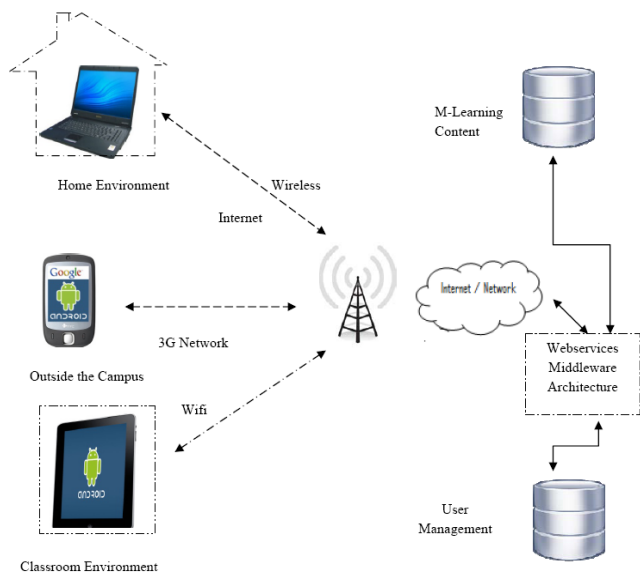 M-Learning
Content
Home Environment
Wireless
Internet
Google
ANDROID
Internet / Network
3G Network
Outside the Campus
Webservices
Middleware
Architecture
Wifi
ANDROID
User
Management
Classroom Environment